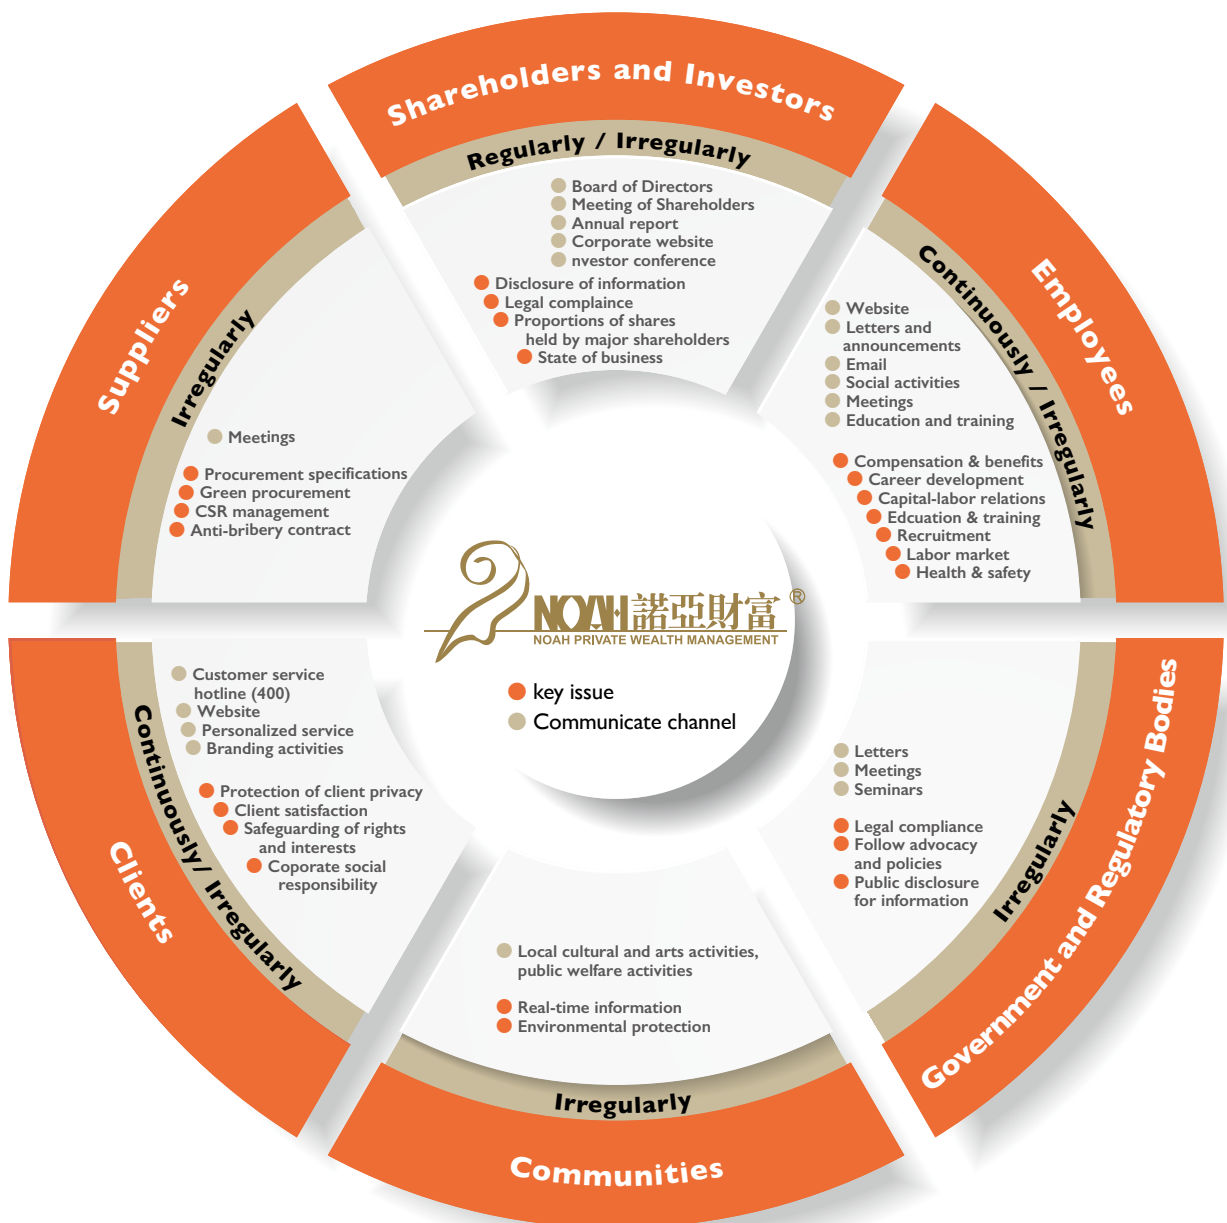 Shareholders and Investors
Regularly / Irregularly
Board of Directors
Meeting of Shareholders
Annual report
Corporate website
nvestor conference
Disclosure of information
Legal complaince
Proportions of shares
held by major shareholders
State of business
Employees
Continuously / Irregularly
Website
Letters and
announcements
Email
Social activities
Meetings
Education and training
Compensation & benefits
Career development
Capital-labor relations
Edcuation & training
Recruitment
Labor market
Health & safety
Government and Regulatory Bodies
Irregularly
Letters
Meetings
Seminars
Legal compliance
Follow advocacy
and policies
Public disclosure
for information
Communities
Irregularly
Local cultural and arts activities,
public welfare activities
Real-time information
Environmental protection
Clients
Continuously/ Irregularly
Customer service
hotline (400)
Website
Personalized service
Branding activities
Protection of client privacy
Client satisfaction
Safeguarding of rights
and interests
Coporate social
responsibility
Suppliers
Irregularly
Meetings
Procurement specifications
Green procurement
CSR management
Anti-bribery contract
NOAH 諾亞財富 ®
NOAH PRIVATE WEALTH MANAGEMENT
key issue
Communicate channel